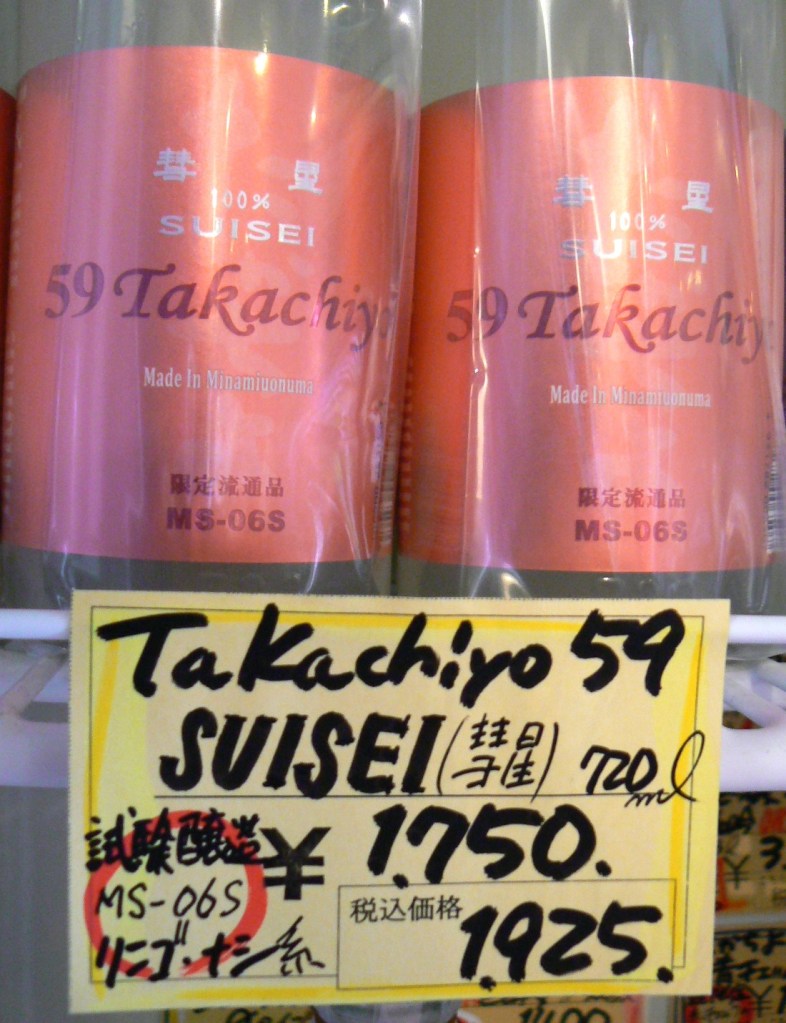 彗 星
100%
SUISEI
59 Takachiyo
Made In Minamiuonuma
限定流通品
MS-06S
彗 星
100%
SUISEI
59 Takachiy
Made In Minamiuonuma
限定流通品
MS-06S
Takachiyo 59
SUISEI(彗星) 720ml
試験醸造
MS-06S
リンゴ・ナシ系
1,750.
税込価格
1,925.